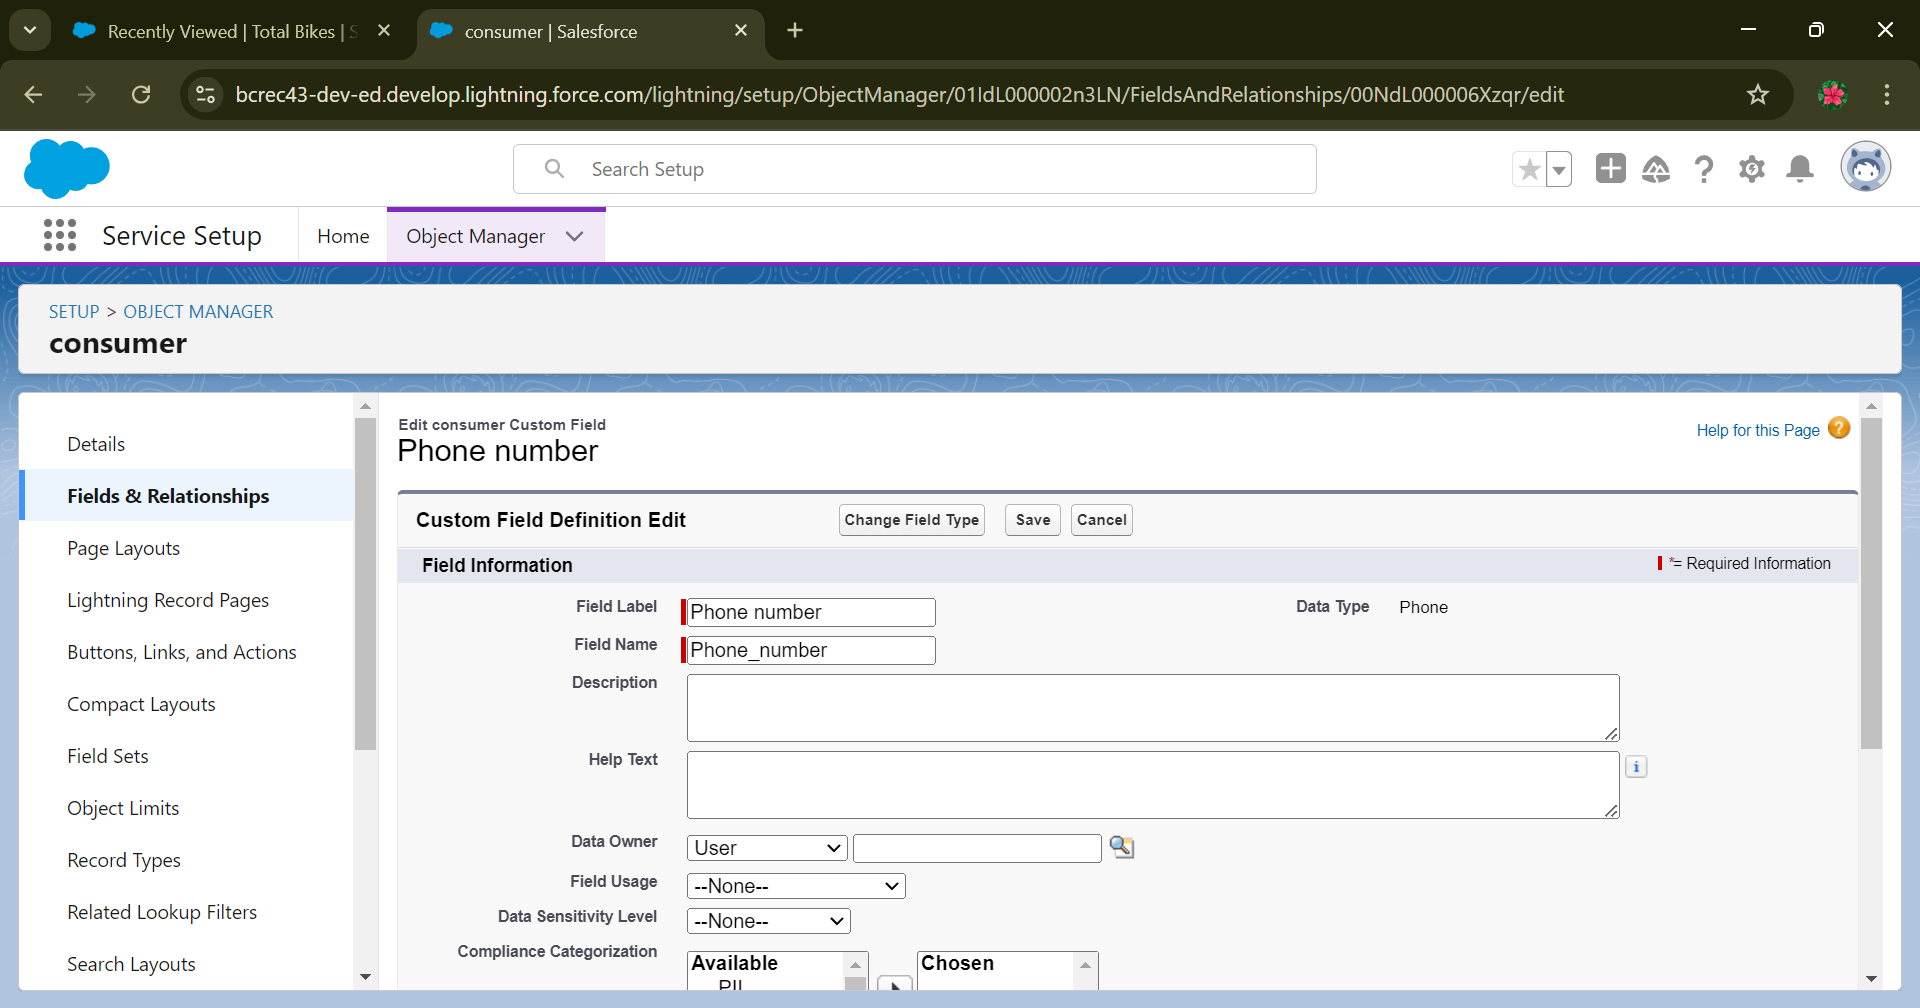 Recently Viewed | Total Bikes | S
consumer | Salesforce
bcrec43-dev-ed.develop.lightning.force.com/lightning/setup/ObjectManager/01IdL000002n3LN/FieldsAndRelationships/00NdL000006Xzqr/edit
Search Setup
Service Setup
Home
Object Manager
SETUP > OBJECT MANAGER
consumer
Details
Fields & Relationships
Page Layouts
Lightning Record Pages
Buttons, Links, and Actions
Compact Layouts
Field Sets
Object Limits
Record Types
Related Lookup Filters
Search Layouts
Edit consumer Custom Field
Phone number
Help for this Page
Custom Field Definition Edit
Change Field Type
Save
Cancel
Field Information
*= Required Information
Field Label
Phone number
Data Type
Phone
Field Name
Phone_number
Description
Help Text
Data Owner
User
Field Usage
--None--
Data Sensitivity Level
--None--
Compliance Categorization
Available
PII
Chosen